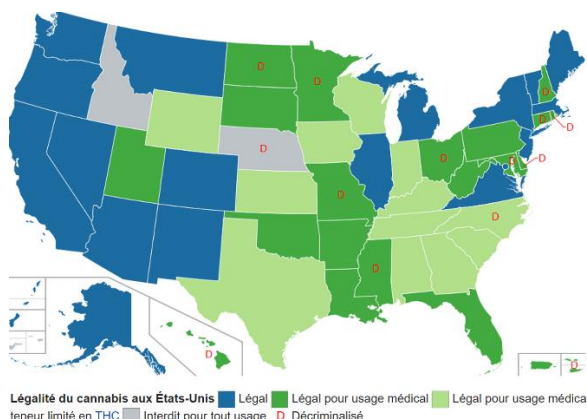 D
D
D
D
D
D
D
D
D
D
D
D
D
D
Légalité du cannabis aux États-Unis Légal Légal pour usage médical Légal pour usage médical
teneur limité en THC Interdit pour tout usage D Décriminalisé